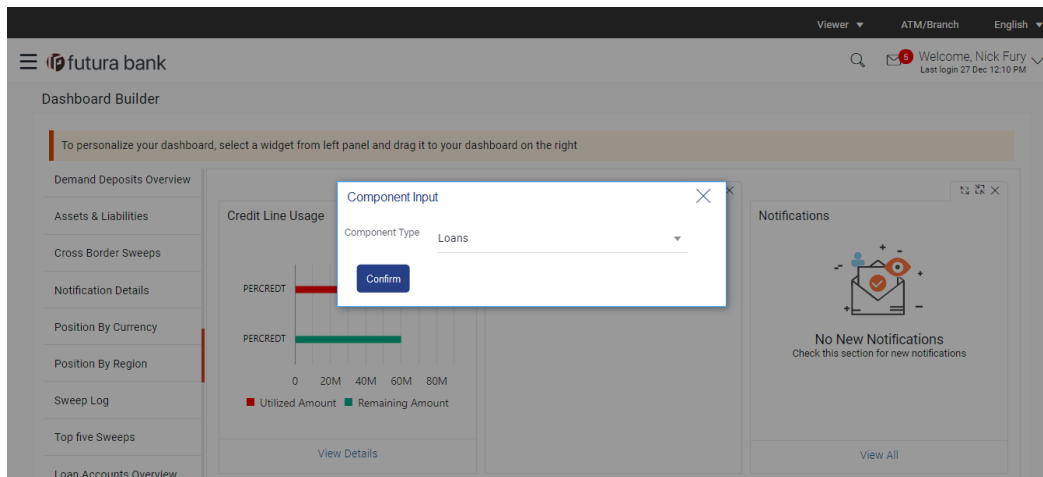 Viewer ATM/Branch English
futura bank
5
Welcome, Nick Fury
Last login 27 Dec 12:10 PM
Dashboard Builder
To personalize your dashboard, select a widget from left panel and drag it to your dashboard on the right
Demand Deposits Overview
Assets & Liabilities
Cross Border Sweeps
Notification Details
Position By Currency
Position By Region
Sweep Log
Top five Sweeps
Loan Accounts Overview
Credit Line Usage
PERCREDT
PERCREDT
0 20M 40M 60M 80M
Utilized Amount Remaining Amount
View Details
Component Input
Component Type Loans
Confirm
Notifications
No New Notifications
Check this section for new notifications
View All